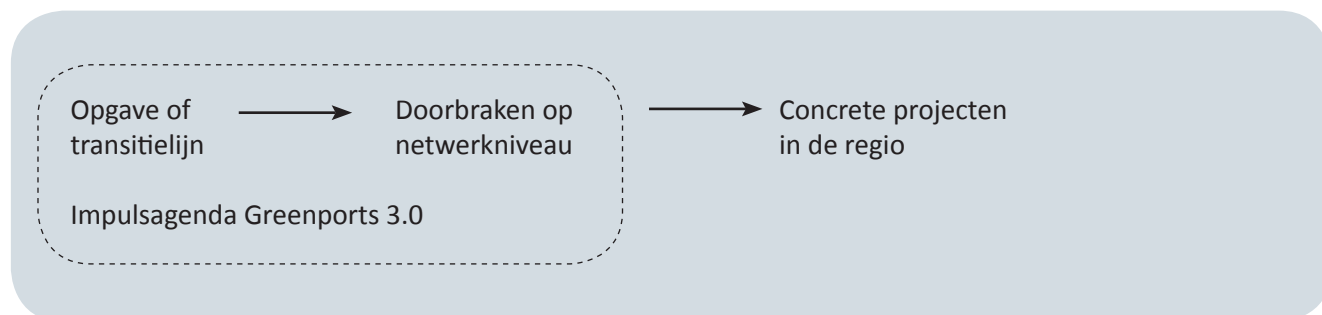 Opgave of
transitielijn
Doorbraken op
netwerkniveau
Concrete projecten
in de regio
Impulsagenda Greenports 3.0